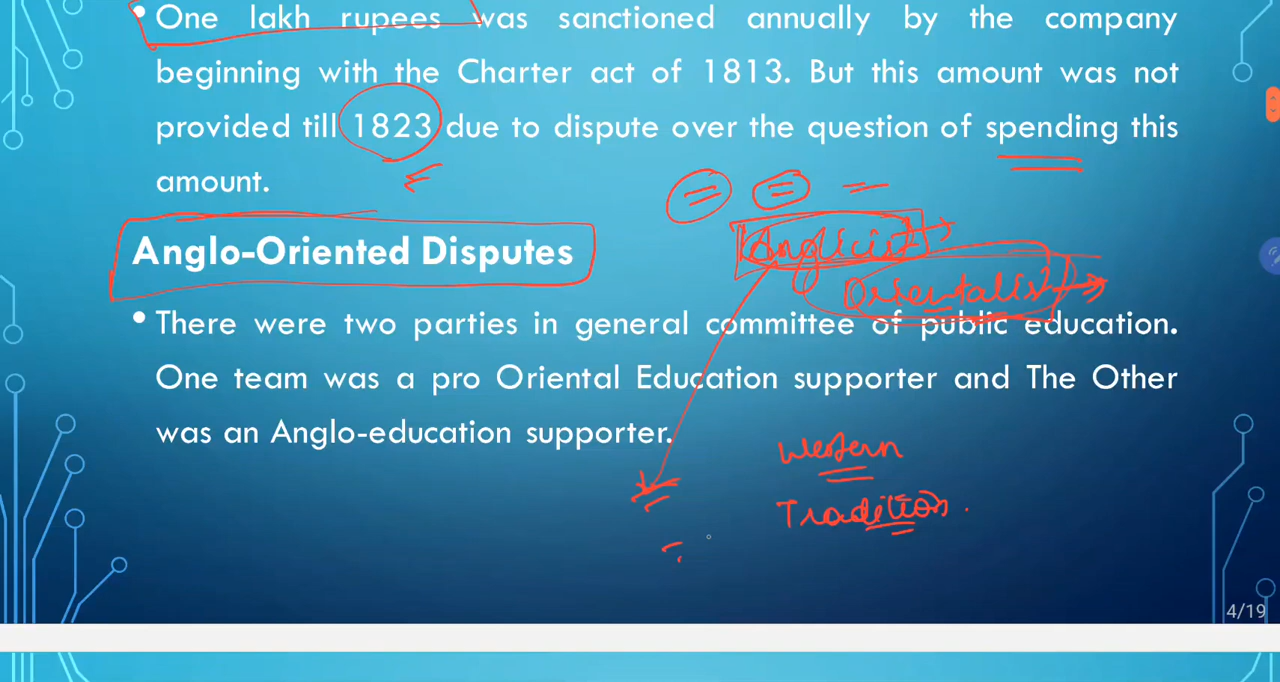 • One lakh rupees was sanctioned annually by the company
beginning with the Charter act of 1813. But this amount was not
provided till 1823 due to dispute over the question of spending this
amount.
Anglicist
Anglo-Oriented Disputes
Orientalist
• There were two parties in general committee of public education.
One team was a pro Oriental Education supporter and The Other
was an Anglo-education supporter.
Western
Tradition.
4/19